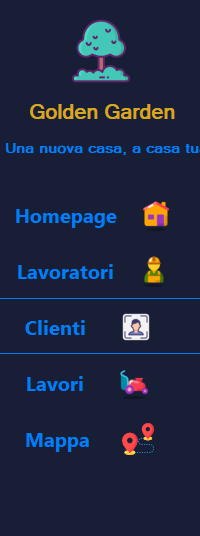 Golden Garden
Una nuova casa, a casa tu
Homepage
Lavoratori
Clienti
Lavori
Mappa